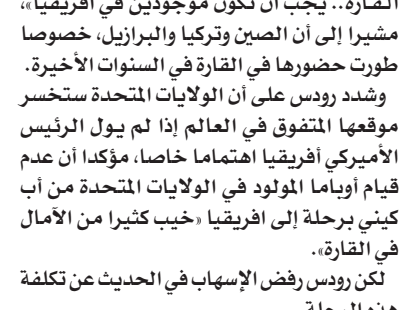 القارة.. يجب أن نكون موجودين في أفريقيا»،
مشيرا إلى أن الصين وتركيا والبرازيل، خصوصا
طورت حضورها في القارة في السنوات الأخيرة.
وشدد رودس على أن الولايات المتحدة ستخسر
موقعها المتفوق في العالم إذا لم يول الرئيس
الأميركي أفريقيا اهتماما خاصا، مؤكدا أن عدم
قيام أوباما المولود في الولايات المتحدة من أب
كيني برحلة إلى افريقيا «خيب كثيرا من الآمال
في القارة».
لكن رودس رفض الإسهاب في الحديث عن تكلفة
هذه الرحلة